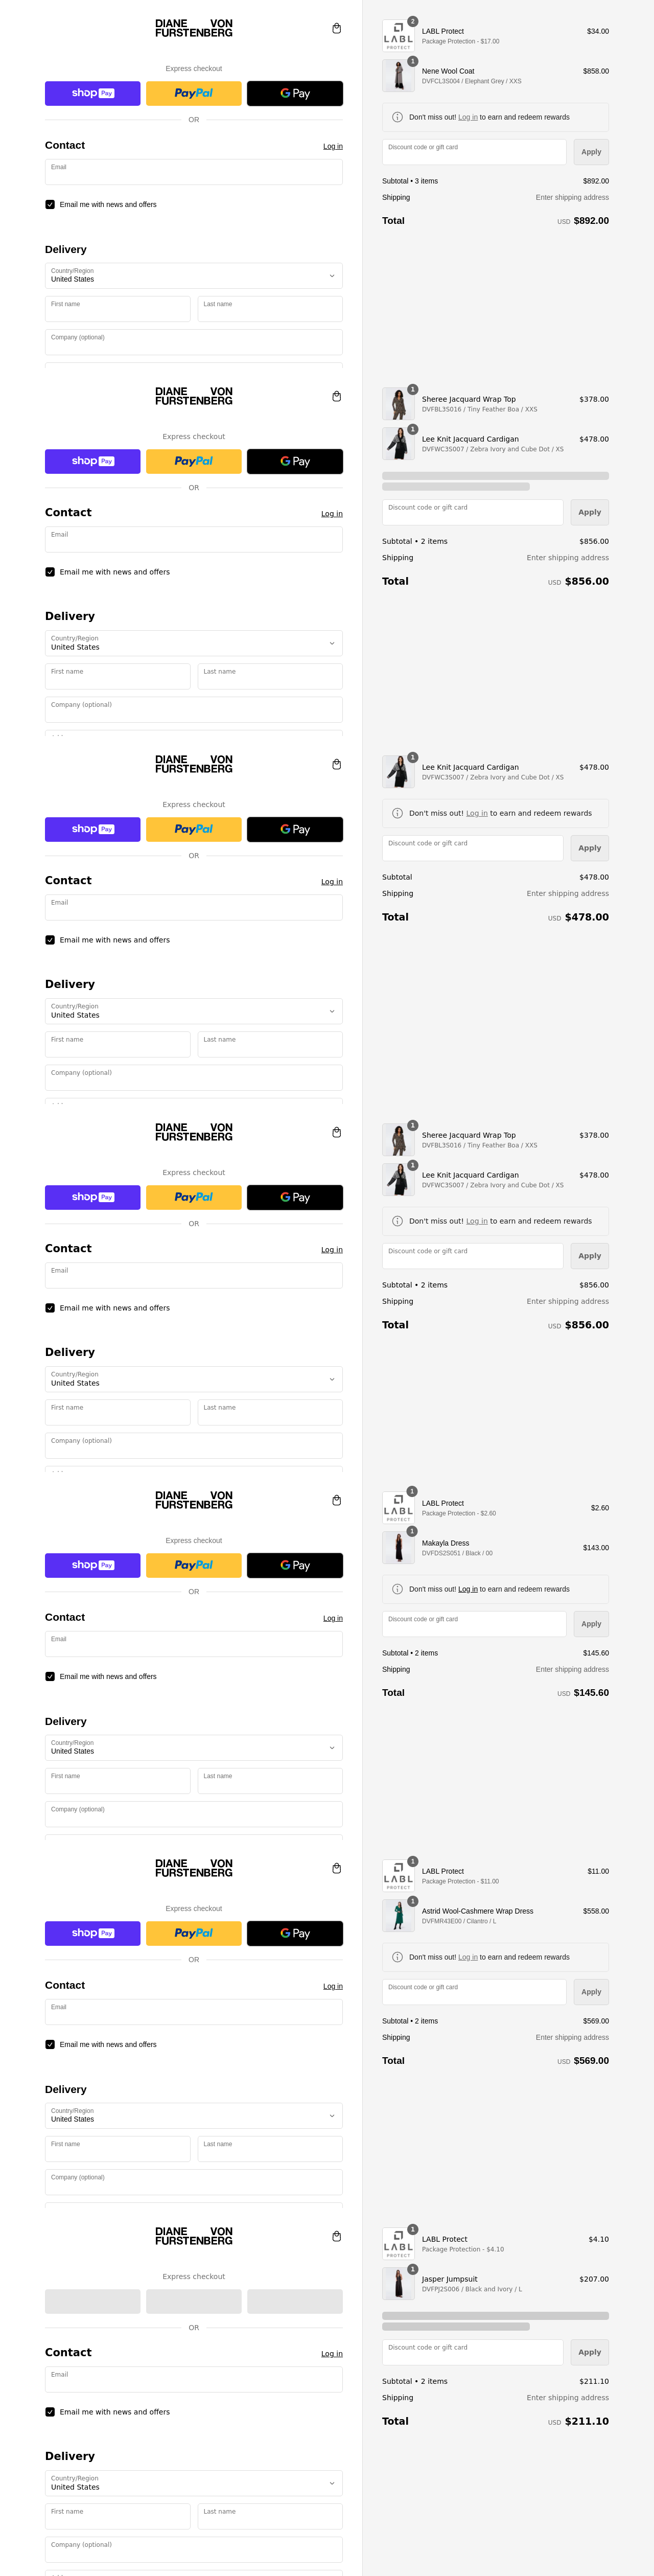 DIANE VON
FURSTENBERG
Express checkout
shop Pay
PayPal
G Pay
OR
Contact
Log in
Email
Email me with news and offers
Delivery
Country/Region
United States
First name
Last name
Company (optional)
2
LABL
PROTECT
LABL Protect
Package Protection - $17.00
$34.00
1
Nene Wool Coat
DVFCL3S004 / Elephant Grey / XXS
$858.00
Don't miss out! Log in to earn and redeem rewards
Discount code or gift card
Apply
Subtotal • 3 items
$892.00
Shipping
Enter shipping address
Total
USD $892.00
DIANE VON
FURSTENBERG
Express checkout
shop Pay
PayPal
G Pay
OR
Contact
Log in
Email
Email me with news and offers
Delivery
Country/Region
United States
First name
Last name
Company (optional)
1
Sheree Jacquard Wrap Top
DVFBL3S016 / Tiny Feather Boa / XXS
$378.00
1
Lee Knit Jacquard Cardigan
DVFWC3S007 / Zebra Ivory and Cube Dot / XS
$478.00
Discount code or gift card
Apply
Subtotal • 2 items
$856.00
Shipping
Enter shipping address
Total
USD $856.00
DIANE VON
FURSTENBERG
Express checkout
shop Pay
PayPal
G Pay
OR
Contact
Log in
Email
Email me with news and offers
Delivery
Country/Region
United States
First name
Last name
Company (optional)
1
Lee Knit Jacquard Cardigan
DVFWC3S007 / Zebra Ivory and Cube Dot / XS
$478.00
Don't miss out! Log in to earn and redeem rewards
Discount code or gift card
Apply
Subtotal
$478.00
Shipping
Enter shipping address
Total
USD $478.00
DIANE VON
FURSTENBERG
Express checkout
shop Pay
PayPal
G Pay
OR
Contact
Log in
Email
Email me with news and offers
Delivery
Country/Region
United States
First name
Last name
Company (optional)
1
Sheree Jacquard Wrap Top
DVFBL3S016 / Tiny Feather Boa / XXS
$378.00
1
Lee Knit Jacquard Cardigan
DVFWC3S007 / Zebra Ivory and Cube Dot / XS
$478.00
Don't miss out! Log in to earn and redeem rewards
Discount code or gift card
Apply
Subtotal • 2 items
$856.00
Shipping
Enter shipping address
Total
USD $856.00
DIANE VON
FURSTENBERG
Express checkout
shop Pay
PayPal
G Pay
OR
Contact
Log in
Email
Email me with news and offers
Delivery
Country/Region
United States
First name
Last name
Company (optional)
1
LABL
PROTECT
LABL Protect
Package Protection - $2.60
$2.60
1
Makayla Dress
DVFDS2S051 / Black / 00
$143.00
Don't miss out! Log in to earn and redeem rewards
Discount code or gift card
Apply
Subtotal • 2 items
$145.60
Shipping
Enter shipping address
Total
USD $145.60
DIANE VON
FURSTENBERG
Express checkout
shop Pay
PayPal
G Pay
OR
Contact
Log in
Email
Email me with news and offers
Delivery
Country/Region
United States
First name
Last name
Company (optional)
1
LABL
PROTECT
LABL Protect
Package Protection - $11.00
$11.00
1
Astrid Wool-Cashmere Wrap Dress
DVFMR43E00 / Cilantro / L
$558.00
Don't miss out! Log in to earn and redeem rewards
Discount code or gift card
Apply
Subtotal • 2 items
$569.00
Shipping
Enter shipping address
Total
USD $569.00
DIANE VON
FURSTENBERG
Express checkout
OR
Contact
Log in
Email
Email me with news and offers
Delivery
Country/Region
United States
First name
Last name
Company (optional)
1
LABL
PROTECT
LABL Protect
Package Protection - $4.10
$4.10
1
Jasper Jumpsuit
DVFPJ2S006 / Black and Ivory / L
$207.00
Discount code or gift card
Apply
Subtotal • 2 items
$211.10
Shipping
Enter shipping address
Total
USD $211.10